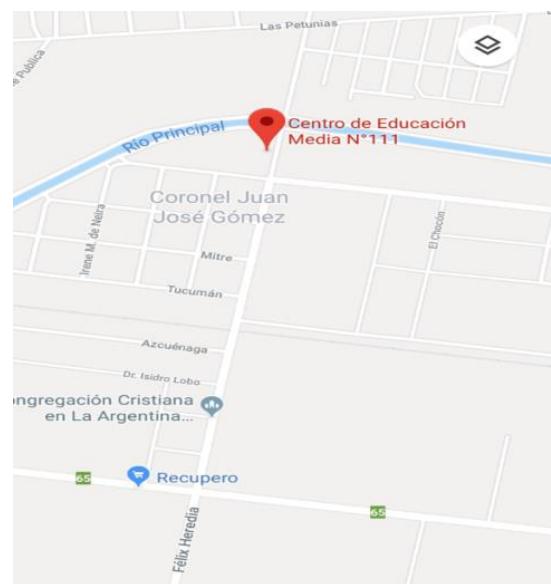 Las Petunias
Publica
Centro de Educación
Media N°111
Río Principal
Coronel Juan
José Gómez
Irene M. de Neira
El Chocón
Mitre
Tucumán
Azcuénaga
Dr. Isidro Lobo
ongregación Cristiana
en La Argentina...
65
Recupero
65
Félix Heredia